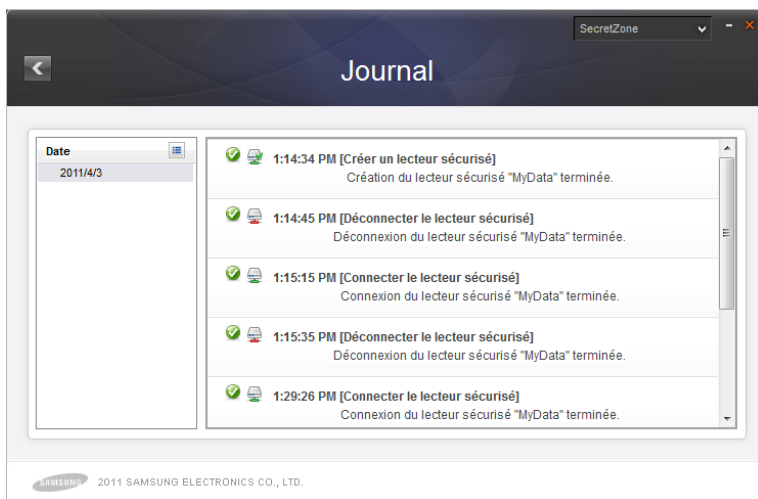 SecretZone
Journal
Date
2011/4/3
1:14:34 PM [Créer un lecteur sécurisé]
Création du lecteur sécurisé "MyData" terminée.
1:14:45 PM [Déconnecter le lecteur sécurisé]
Déconnexion du lecteur sécurisé "MyData" terminée.
1:15:15 PM [Connecter le lecteur sécurisé]
Connexion du lecteur sécurisé "MyData" terminée.
1:15:35 PM [Déconnecter le lecteur sécurisé]
Déconnexion du lecteur sécurisé "MyData" terminée.
1:29:26 PM [Connecter le lecteur sécurisé]
Connexion du lecteur sécurisé "MyData" terminée.
SAMSUNG 2011 SAMSUNG ELECTRONICS CO., LTD.